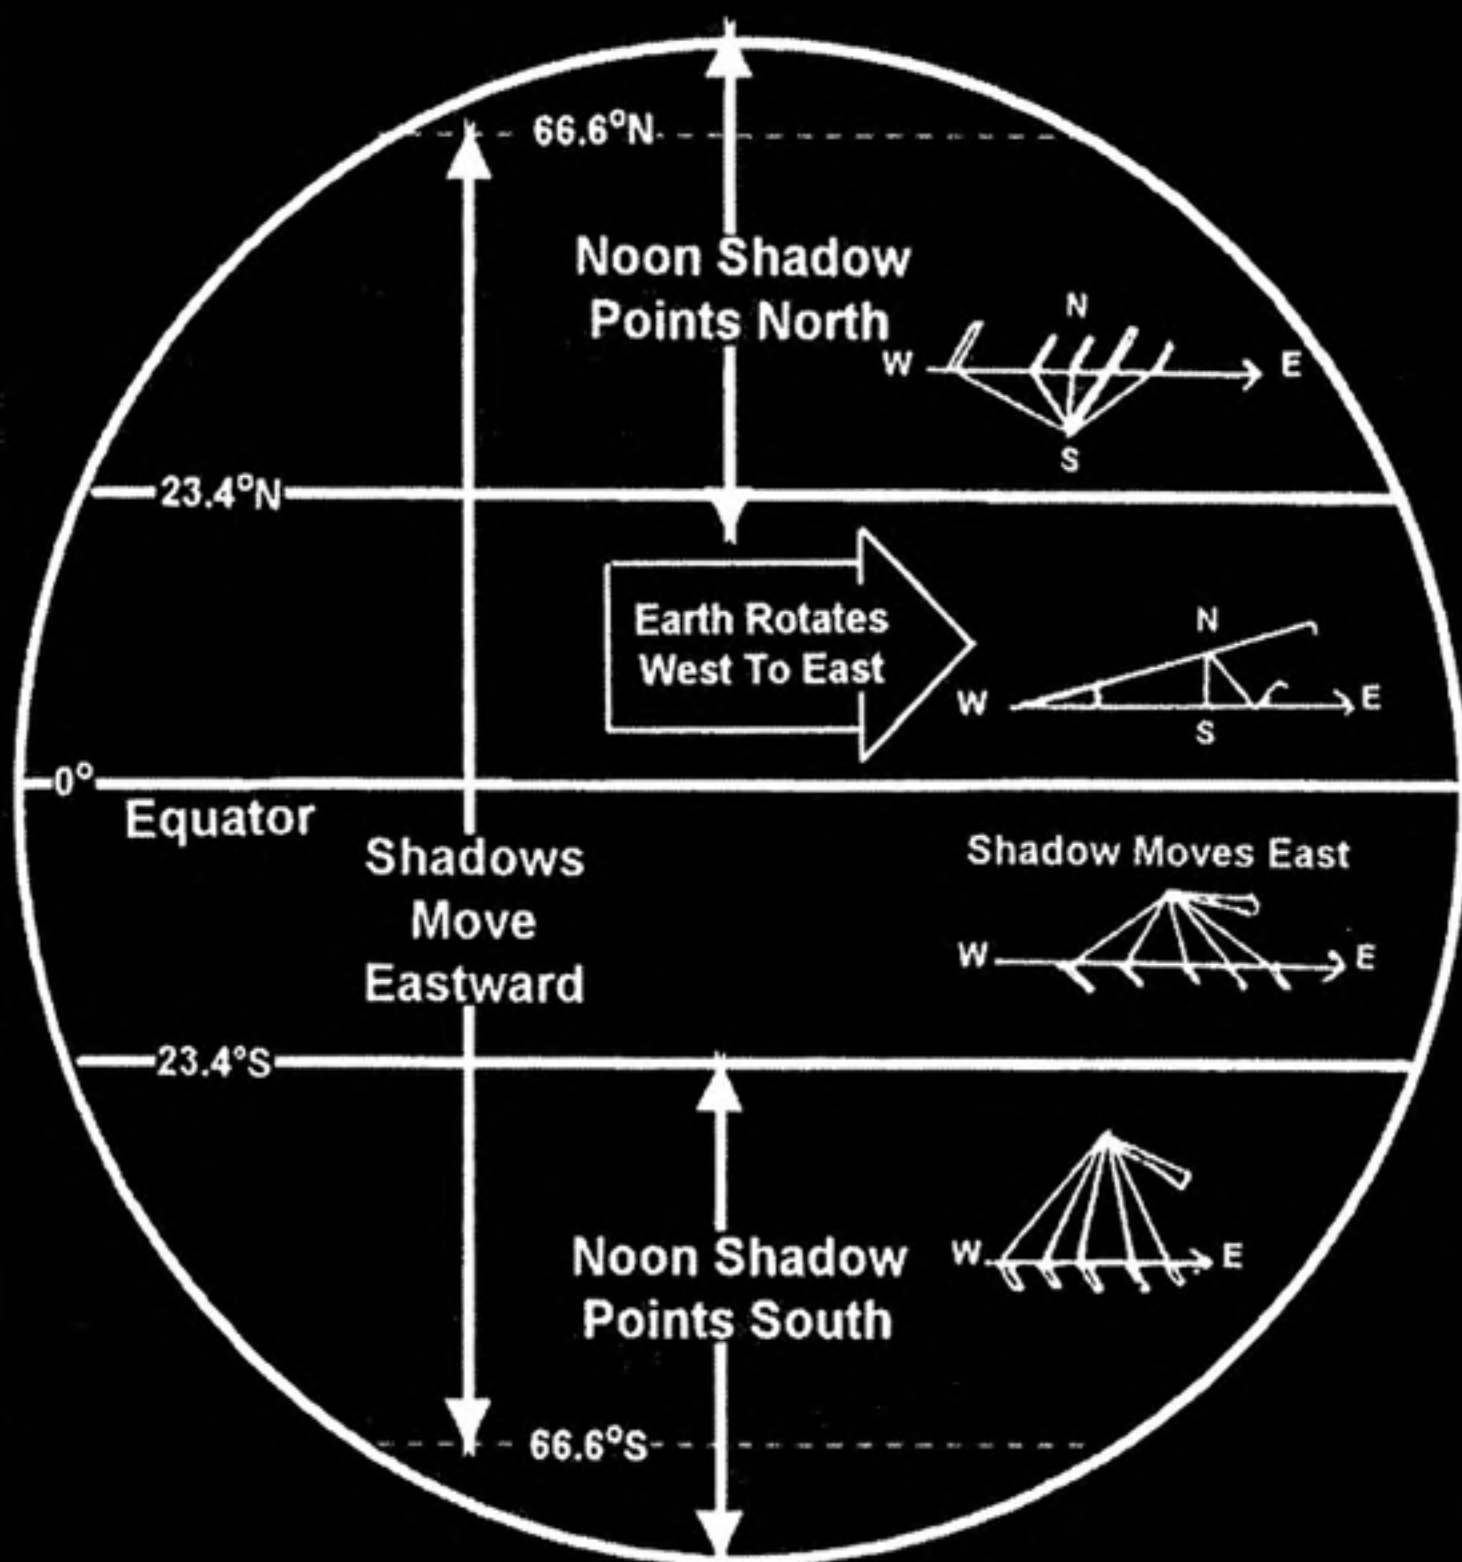 66.6°N
Noon Shadow
Points North
N
W E
S
23.4°N
Earth Rotates
West To East
N
W E
S
0°
Equator
Shadows
Move
Eastward
Shadow Moves East
W E
23.4°S
Noon Shadow
Points South
W E
66.6°S